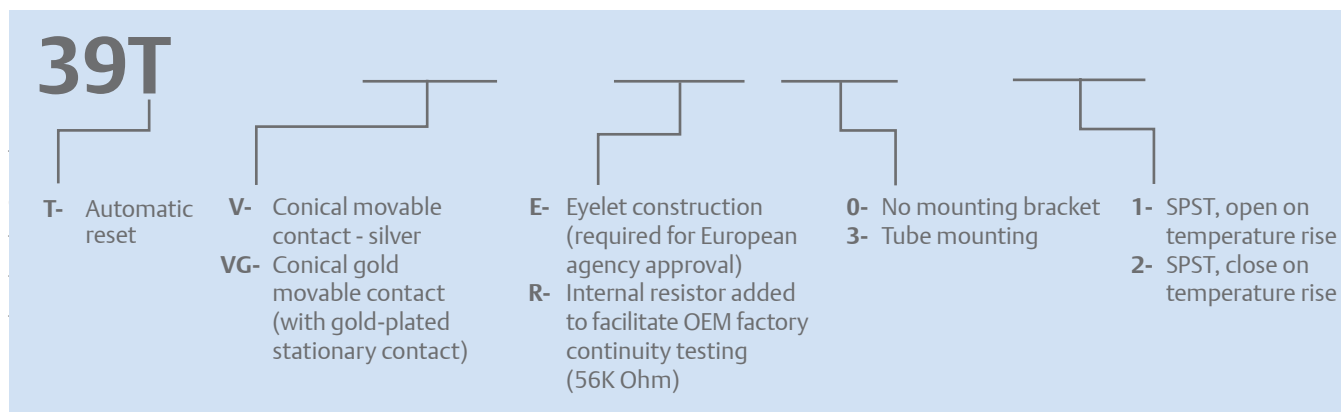 39T
T- Automatic
reset
V- Conical movable
contact - silver
VG- Conical gold
movable contact
(with gold-plated
stationary contact)
E- Eyelet construction
(required for European
agency approval)
R- Internal resistor added
to facilitate OEM factory
continuity testing
(56K Ohm)
0- No mounting bracket
3- Tube mounting
1- SPST, open on
temperature rise
2- SPST, close on
temperature rise